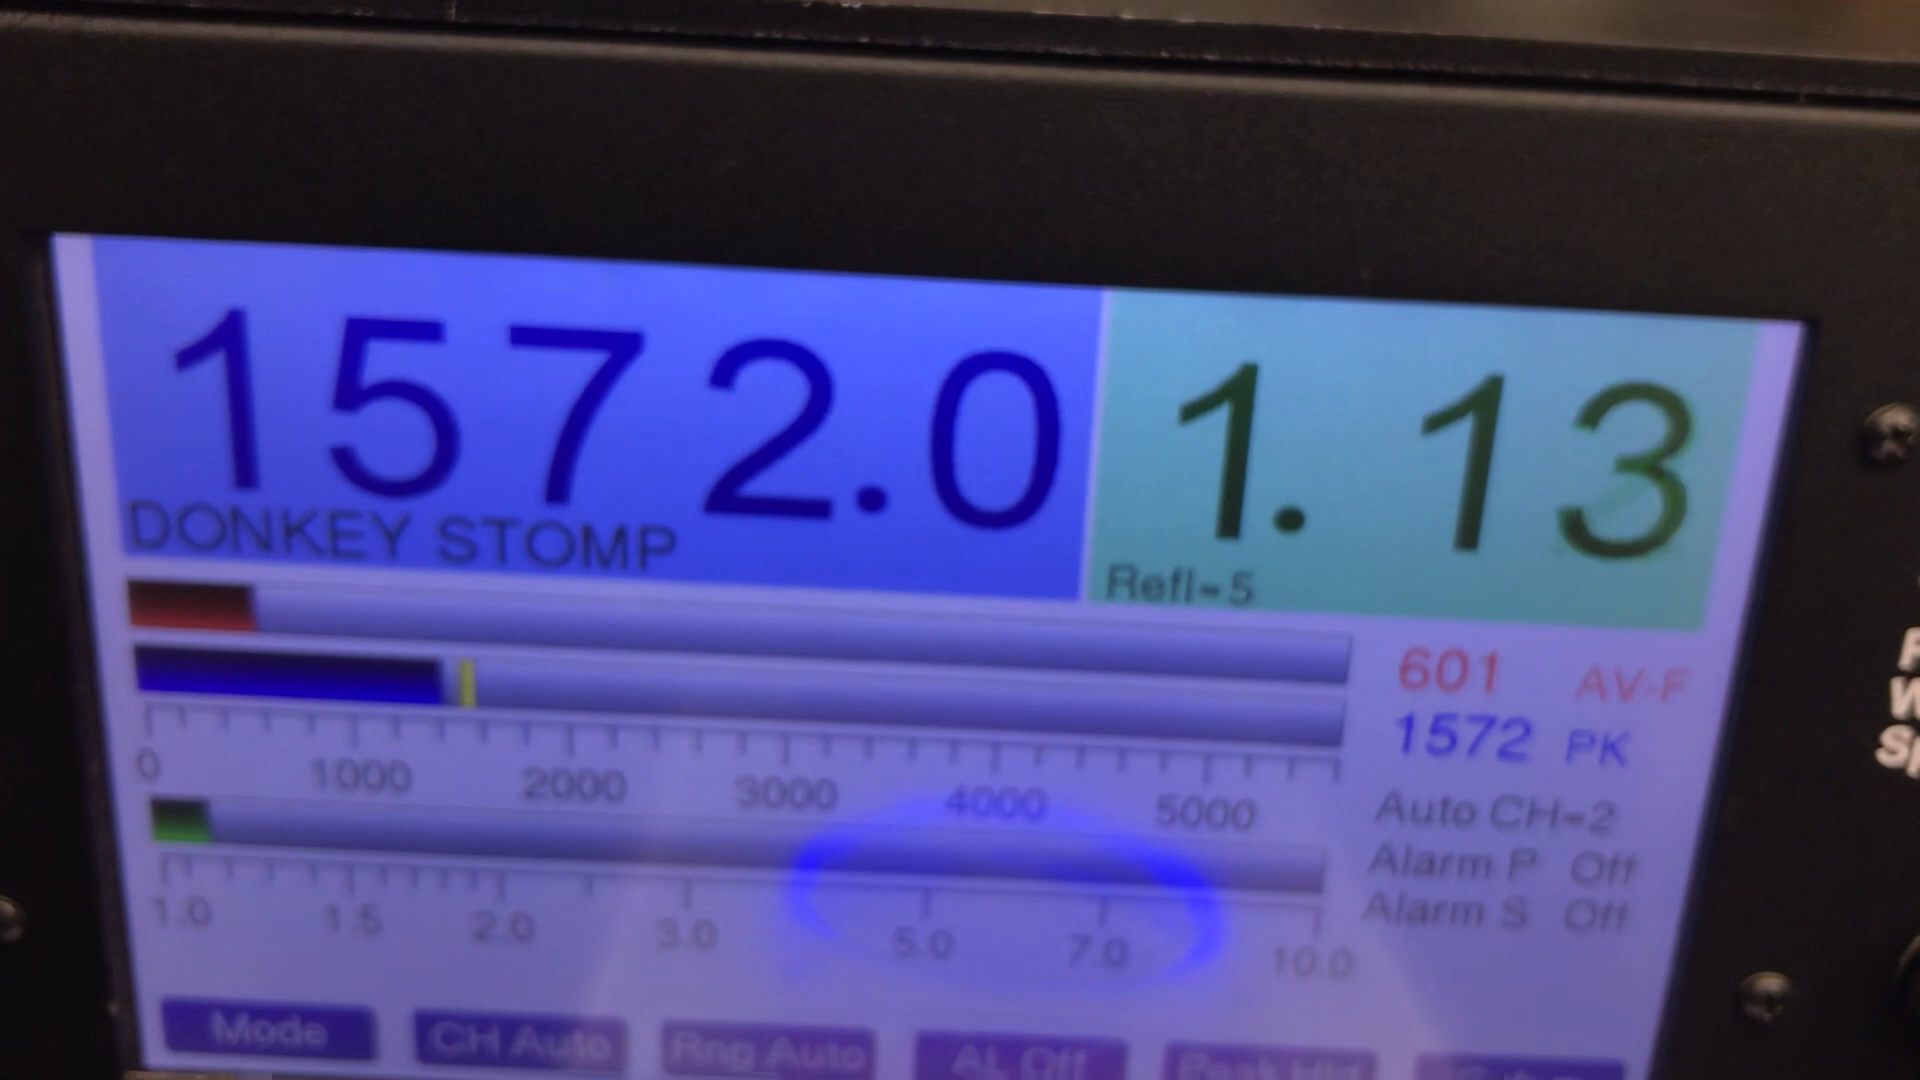 1572.0 1.13
DONKEY STOMP
Refl=5
601 AV-F
1572 PK
0 1000 2000 3000 4000 5000
Auto CH=2
Alarm P Off
Alarm S Off
1.0 1.5 2.0 3.0 5.0 7.0 10.0
Mode CH Auto Rng Auto AL Off Peak Hld